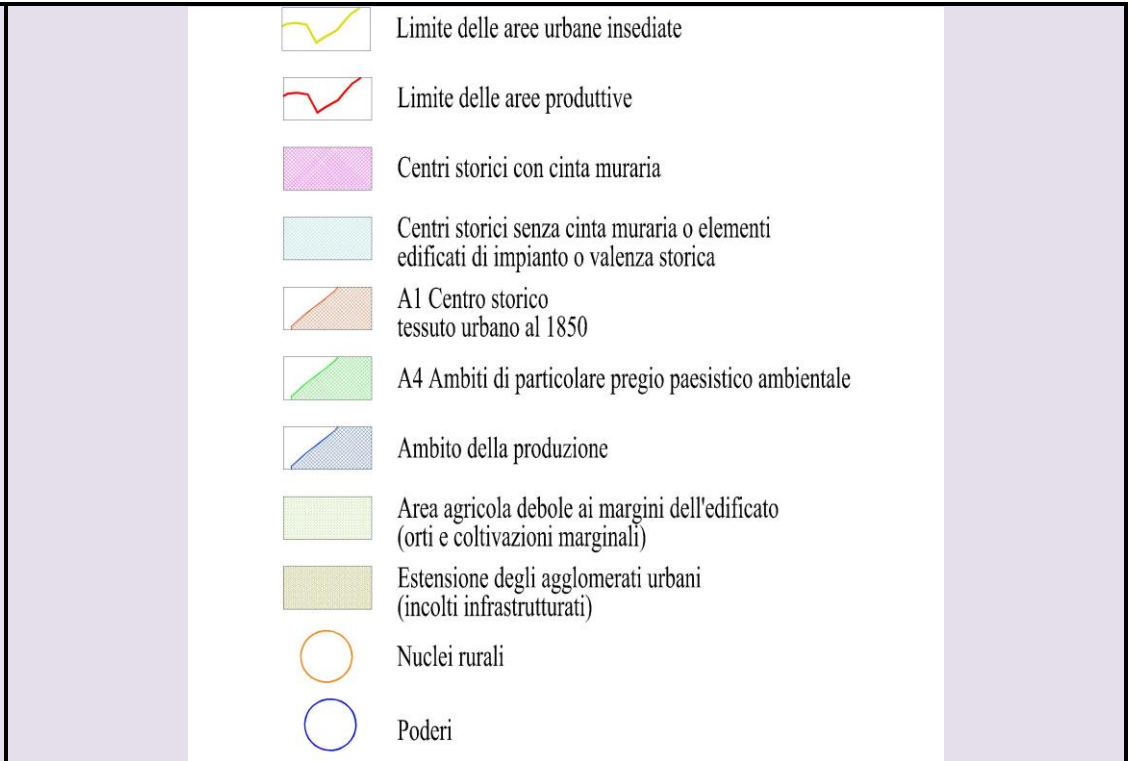 Limite delle aree urbane insediate
Limite delle aree produttive
Centri storici con cinta muraria
Centri storici senza cinta muraria o elementi
edificati di impianto o valenza storica
A1 Centro storico
tessuto urbano al 1850
A4 Ambiti di particolare pregio paesistico ambientale
Ambito della produzione
Area agricola debole ai margini dell'edificato
(orti e coltivazioni marginali)
Estensione degli agglomerati urbani
(incolti infrastrutturati)
Nuclei rurali
Poderi